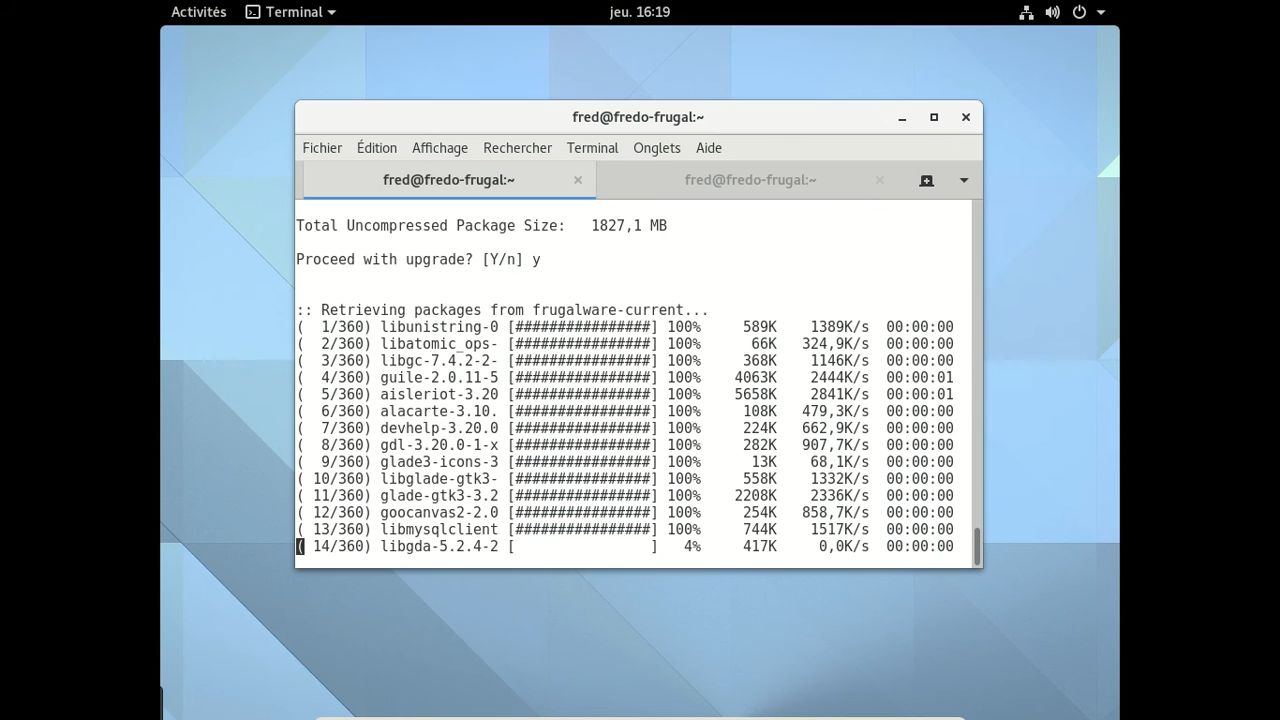 Activités Terminal jeu. 16:19
fred@fredo-frugal:~
Fichier Édition Affichage Rechercher Terminal Onglets Aide
fred@fredo-frugal:~ fred@fredo-frugal:~
Total Uncompressed Package Size:   1827,1 MB
Proceed with upgrade? [Y/n] y
:: Retrieving packages from frugalware-current...
(  1/360) libunistring-0 [################] 100%     589K    1389K/s  00:00:00
(  2/360) libatomic_ops- [################] 100%      66K   324,9K/s  00:00:00
(  3/360) libgc-7.4.2-2- [################] 100%     368K    1146K/s  00:00:00
(  4/360) guile-2.0.11-5 [################] 100%    4063K    2444K/s  00:00:01
(  5/360) aisleriot-3.20 [################] 100%    5658K    2841K/s  00:00:01
(  6/360) alacarte-3.10. [################] 100%     108K   479,3K/s  00:00:00
(  7/360) devhelp-3.20.0 [################] 100%     224K   662,9K/s  00:00:00
(  8/360) gdl-3.20.0-1-x [################] 100%     282K   907,7K/s  00:00:00
(  9/360) glade3-icons-3 [################] 100%      13K    68,1K/s  00:00:00
( 10/360) libglade-gtk3- [################] 100%     558K    1332K/s  00:00:00
( 11/360) glade-gtk3-3.2 [################] 100%    2208K    2336K/s  00:00:00
( 12/360) goocanvas2-2.0 [################] 100%     254K   858,7K/s  00:00:00
( 13/360) libmysqlclient [################] 100%     744K    1517K/s  00:00:00
( 14/360) libgda-5.2.4-2 [                ]   4%     417K     0,0K/s  00:00:00